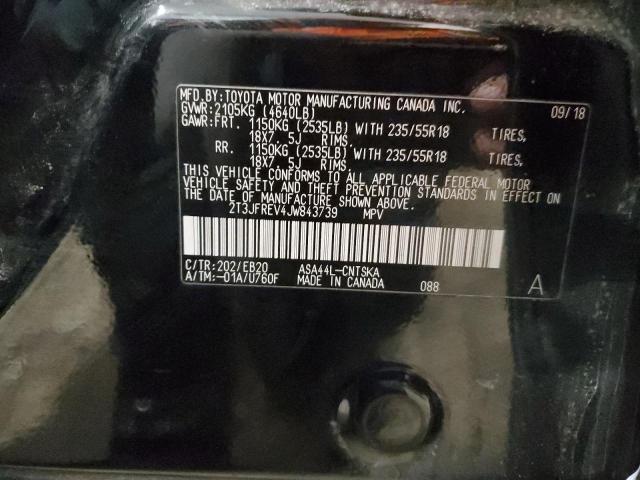 MFD.BY:TOYOTA MOTOR MANUFACTURING CANADA INC. 09/18
GVWR:2105KG (4640LB)
GAWR:FRT. 1150KG (2535LB) WITH 235/55R18 TIRES,
18X7. 5J RIMS,
RR. 1150KG (2535LB) WITH 235/55R18 TIRES,
18X7. 5J RIMS,
THIS VEHICLE CONFORMS TO ALL APPLICABLE FEDERAL MOTOR
VEHICLE SAFETY AND THEFT PREVENTION STANDARDS IN EFFECT ON
THE DATE OF MANUFACTURE SHOWN ABOVE.
2T3JFREV4JW843739 MPV
C/TR:202/EB20 ASA44L-CNTSKA
A/TM:-01A/U760F MADE IN CANADA 088 A